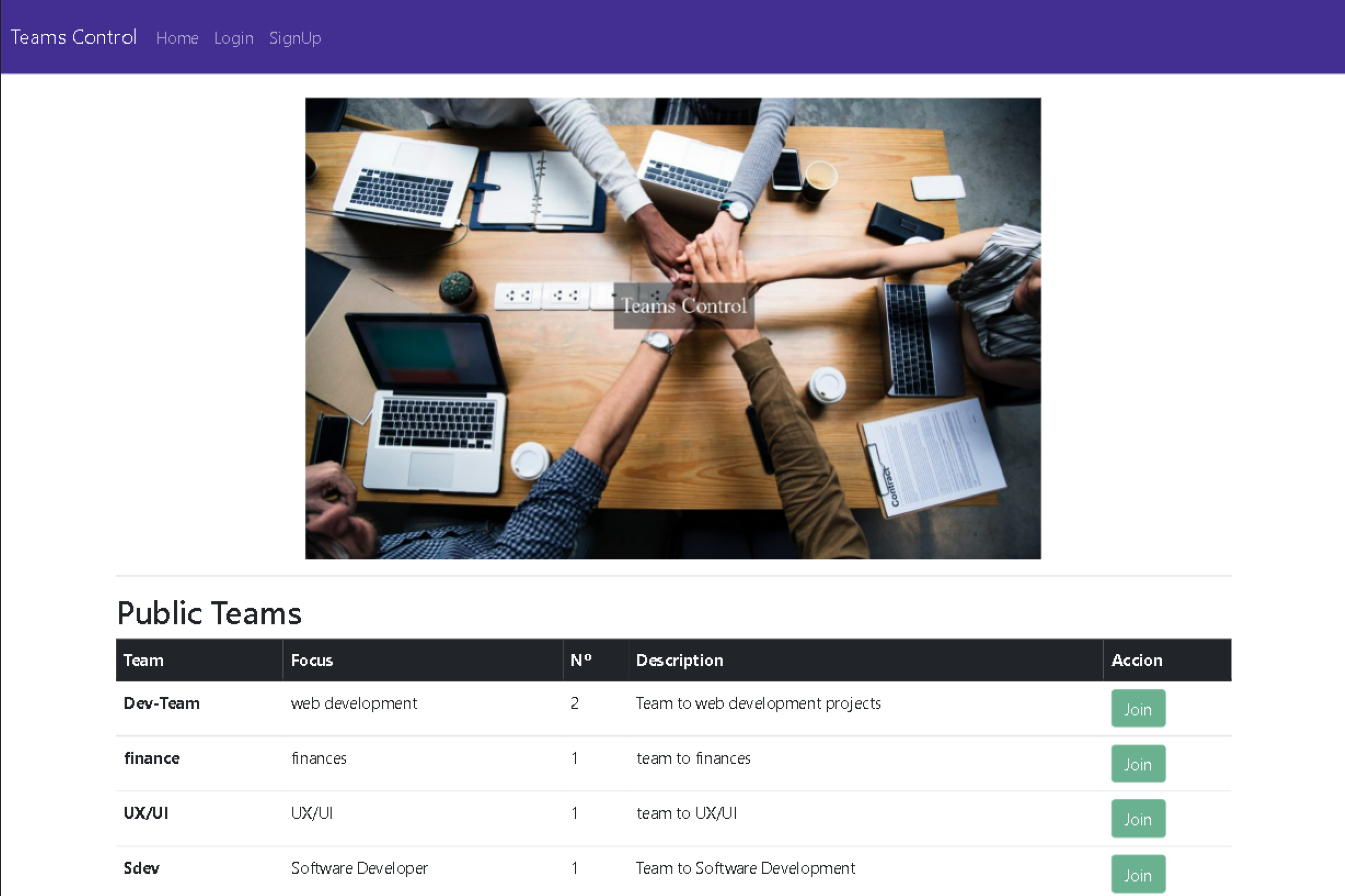 Teams Control Home Login SignUp
Teams Control
Contract
Public Teams
Team Focus Nº Description Accion
Dev-Team web development 2 Team to web development projects Join
finance finances 1 team to finances Join
UX/UI UX/UI 1 team to UX/UI Join
Sdev Software Developer 1 Team to Software Development Join